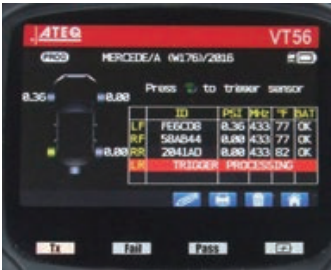 ATEQ VT56
PROD MERCEDE/A (W176)/2016
Press to trigger sensor
0.36 0.00
ID PSI MHz °F BAT
LF FE6CD8 0.36 433 77 OK
RF 58A844 0.00 433 77 OK
0.00 RR 2041AD 0.00 433 82 OK
LR TRIGGER PROCESSING
Tx Fail Pass